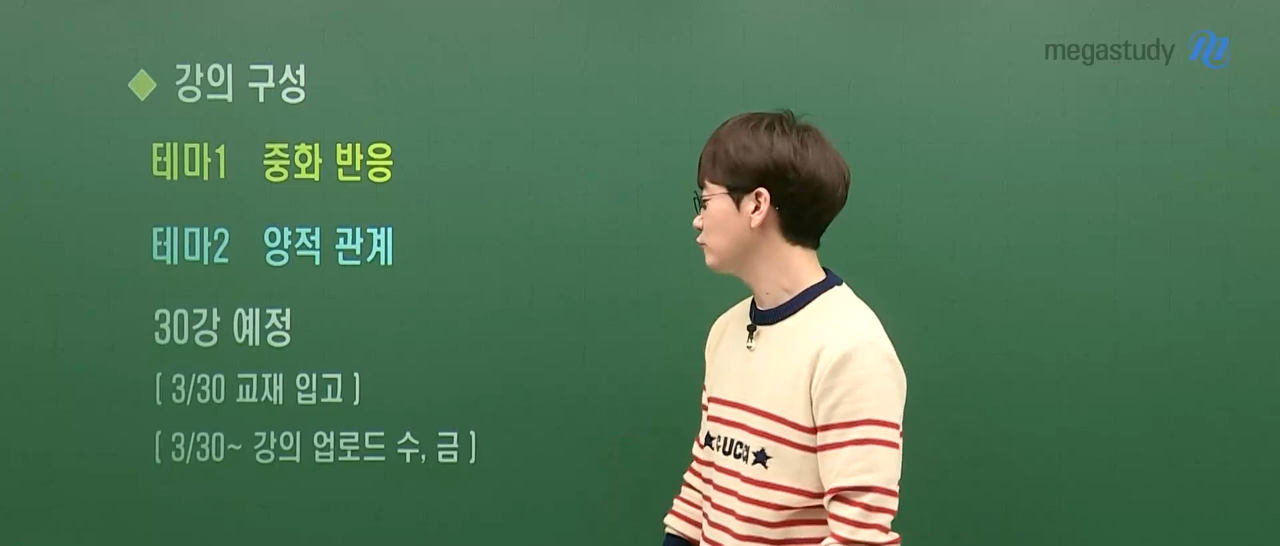 megastudy
◆ 강의 구성
테마1 중화 반응
테마2 양적 관계
30강 예정
[ 3/30 교재 입고 ]
[ 3/30~ 강의 업로드 수, 금 ]